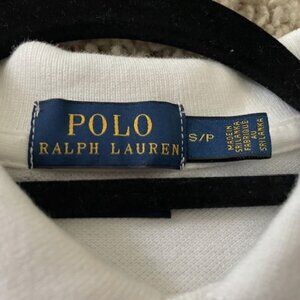 POLO
RALPH LAUREN
S/P
MADE IN
SRI LANKA
FABRIQUÉ
AU
SRI LANKA